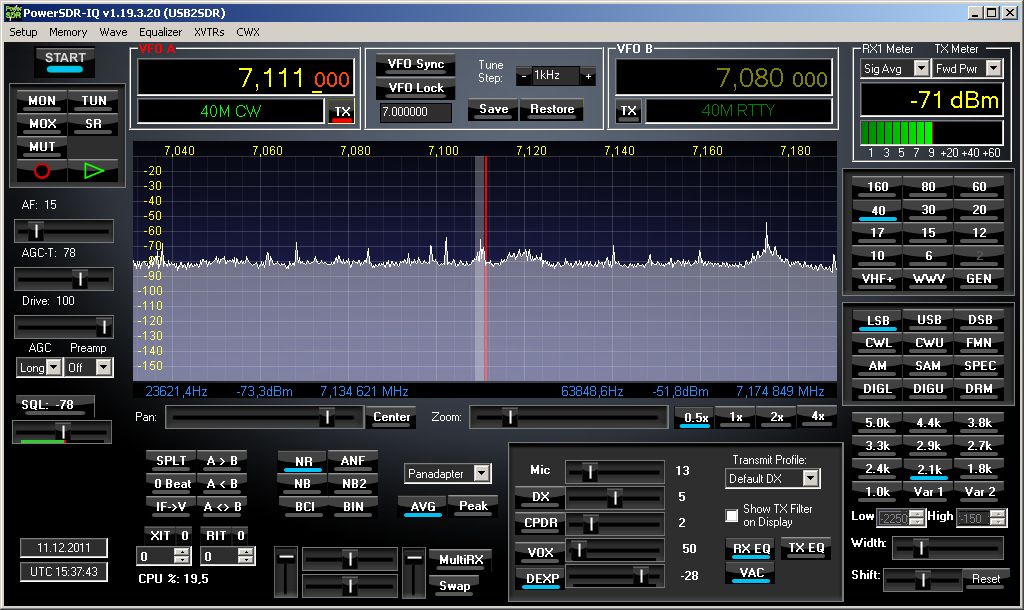 PowerSDR-IQ v1.19.3.20 (USB2SDR)
Setup Memory Wave Equalizer XVTRs CWX
START
MON TUN
MOX SR
MUT
AF: 15
AGC-T: 78
Drive: 100
AGC Preamp
Long Off
SQL: -78
VFO A
7,111 000
40M CW TX
VFO Sync
VFO Lock
7.000000
Tune Step: - 1kHz +
Save Restore
VFO B
7,080 000
TX 40M RTTY
RX1 Meter TX Meter
Sig Avg Fwd Pwr
-71 dBm
1 3 5 7 9 +20 +40 +60
7,040 7,060 7,080 7,100 7,120 7,140 7,160 7,180
-20
-30
-40
-50
-60
-70
-80
-90
-100
-110
-120
-130
-140
-150
23621,4Hz -73,3dBm 7,134 621 MHz 63848,6Hz -51,8dBm 7,174 849 MHz
Pan: Center Zoom: 0.5x 1x 2x 4x
160 80 60
40 30 20
17 15 12
10 6 2
VHF+ WWV GEN
LSB USB DSB
CWL CWU FMN
AM SAM SPEC
DIGL DIGU DRM
5.0k 4.4k 3.8k
3.3k 2.9k 2.7k
2.4k 2.1k 1.8k
1.0k Var 1 Var 2
Low -2250 High -150
Width:
Shift: Reset
SPLT A > B
0 Beat A < B
IF->V A <> B
XIT 0 RIT 0
0 0
CPU %: 19,5
11.12.2011
UTC 15:37:43
NR ANF
NB NB2
BCI BIN
Panadapter
AVG Peak
MultiRX
Swap
Mic 13
DX 5
CPDR 2
VOX 50
DEXP -28
Transmit Profile:
Default DX
Show TX Filter
on Display
RX EQ TX EQ
VAC